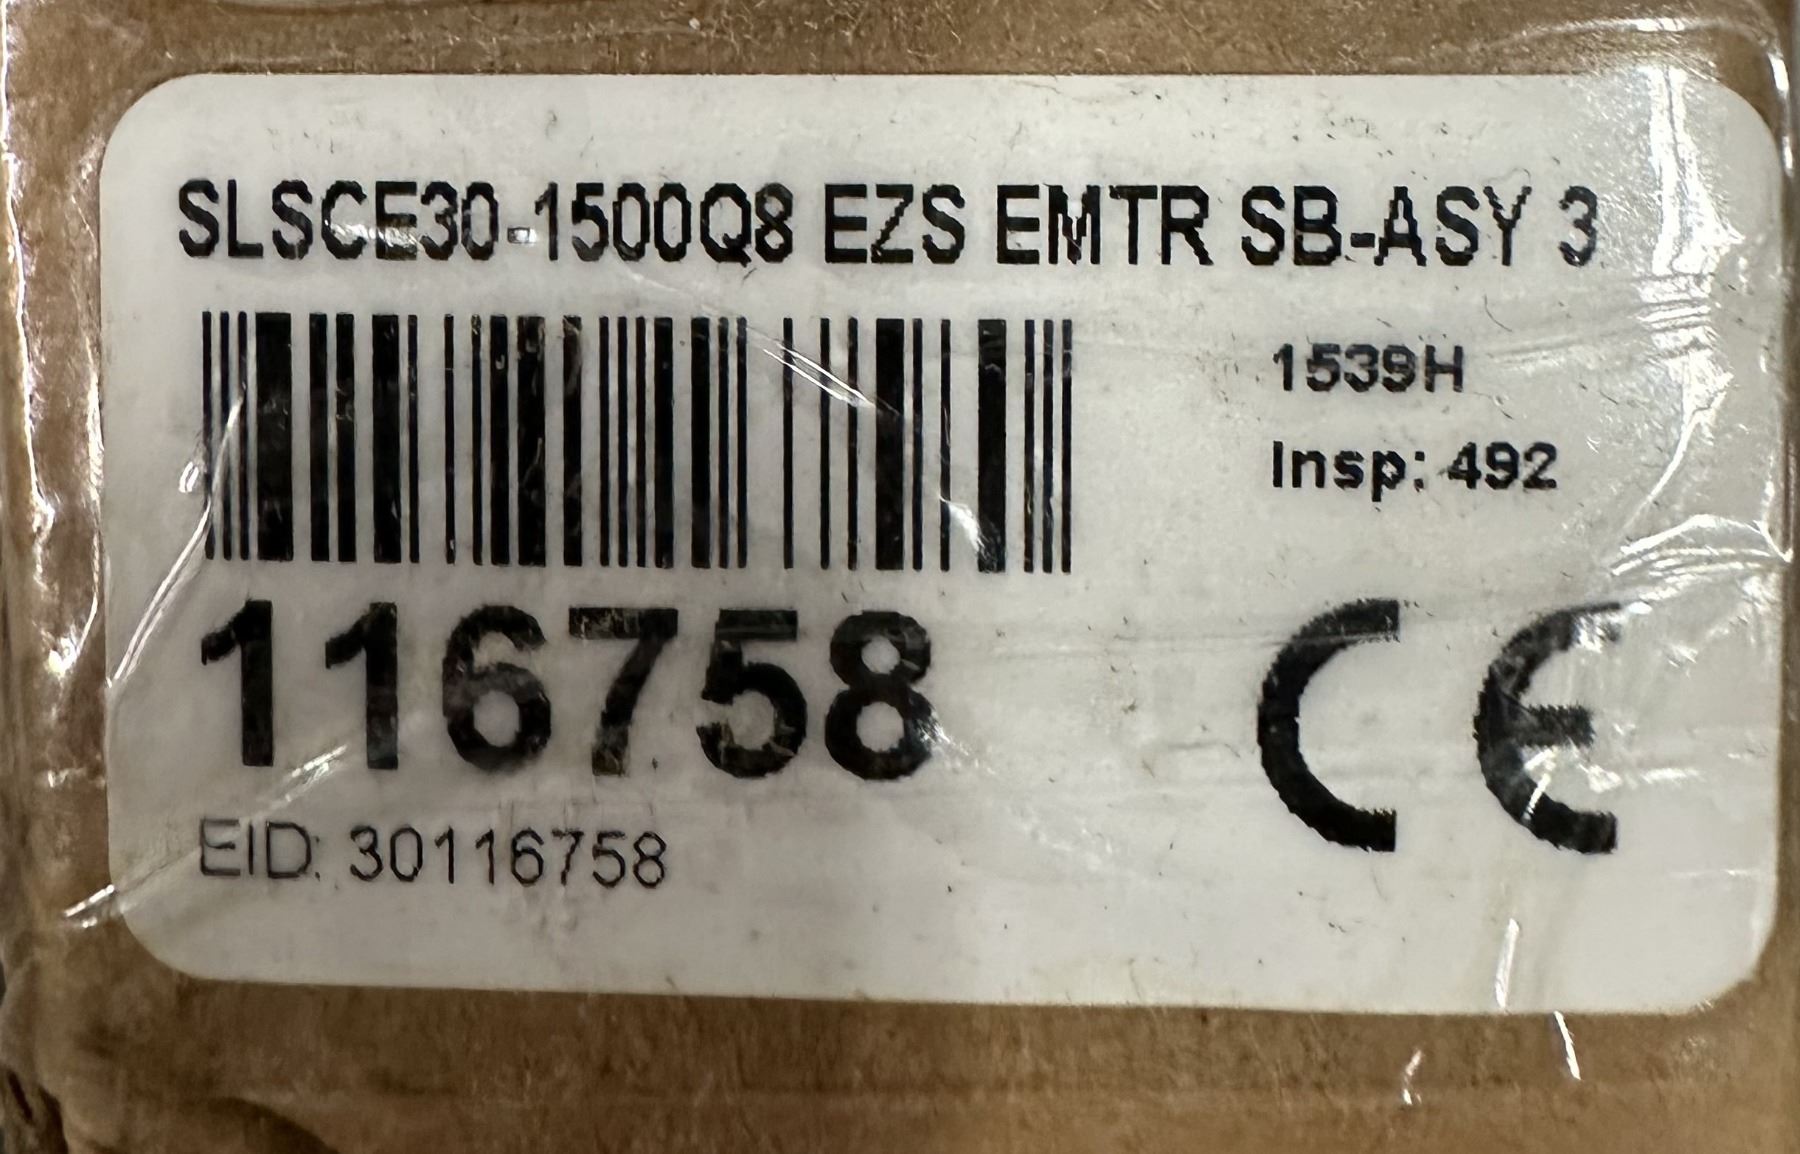 SLSCE30-1500Q8 EZS EMTR SB-ASY 3
1539H
Insp: 492
116758
CE
EID: 30116758